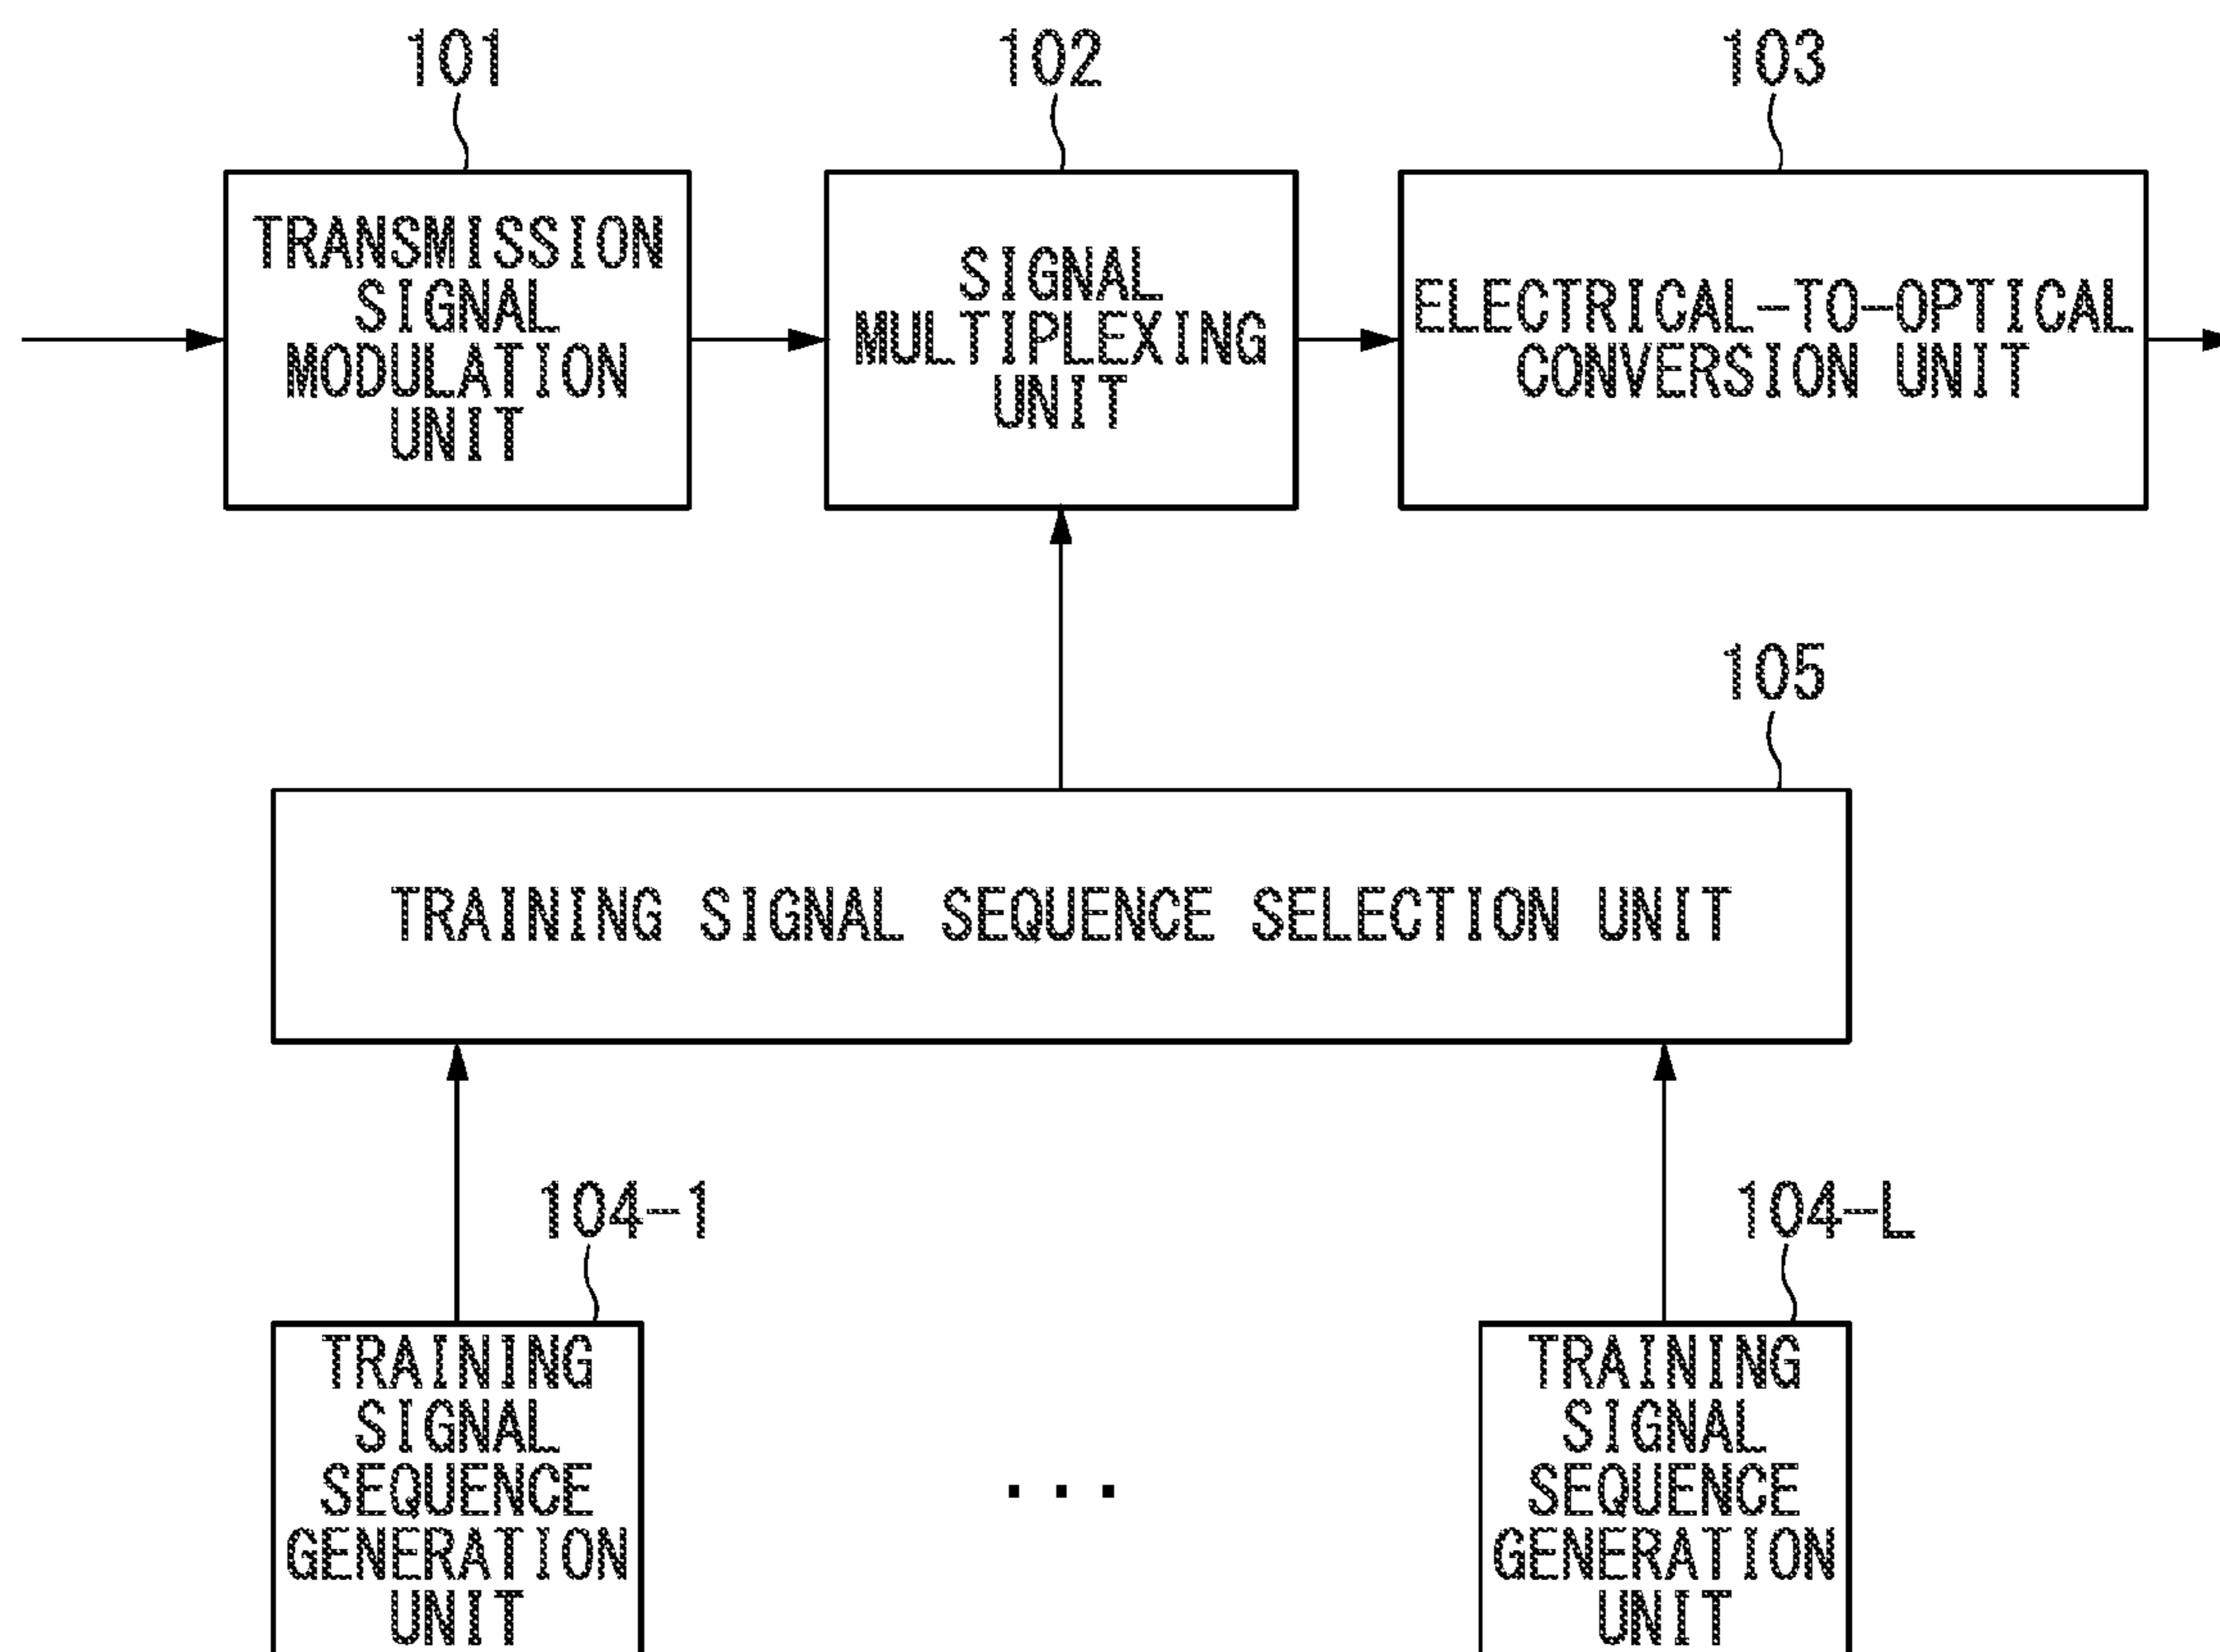 101
102
103
TRANSMISSION
SIGNAL
MODULATION
UNIT
SIGNAL
MULTIPLEXING
UNIT
ELECTRICAL-TO-OPTICAL
CONVERSION UNIT
105
TRAINING SIGNAL SEQUENCE SELECTION UNIT
104-1
104-L
TRAINING
SIGNAL
SEQUENCE
GENERATION
UNIT
...
TRAINING
SIGNAL
SEQUENCE
GENERATION
UNIT